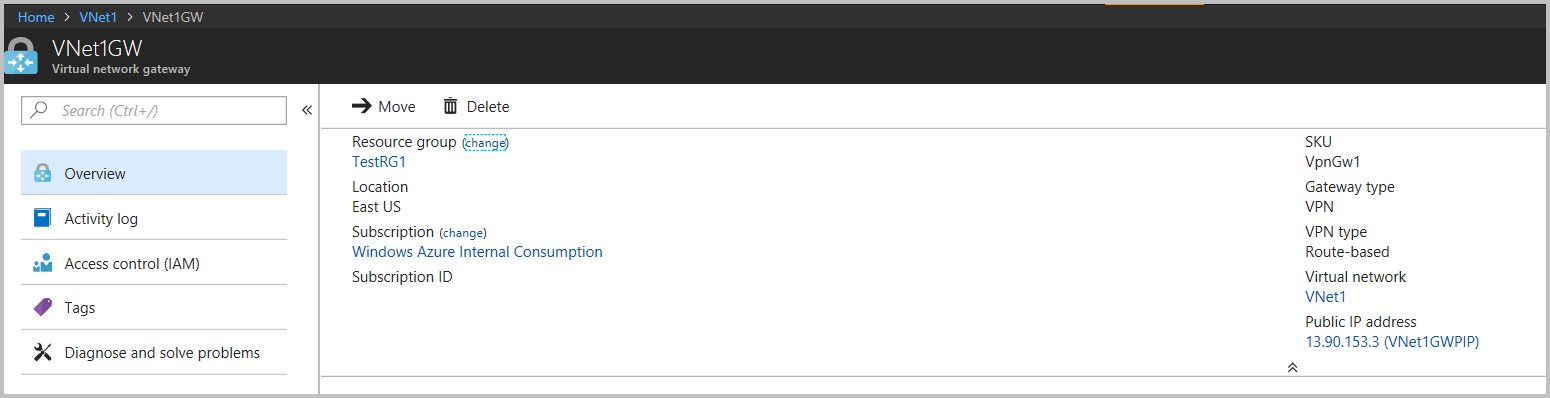 Home > VNet1 > VNet1GW
VNet1GW
Virtual network gateway
Search (Ctrl+/)
Overview
Activity log
Access control (IAM)
Tags
Diagnose and solve problems
Move Delete
Resource group (change)
TestRG1
Location
East US
Subscription (change)
Windows Azure Internal Consumption
Subscription ID
SKU
VpnGw1
Gateway type
VPN
VPN type
Route-based
Virtual network
VNet1
Public IP address
13.90.153.3 (VNet1GWPIP)